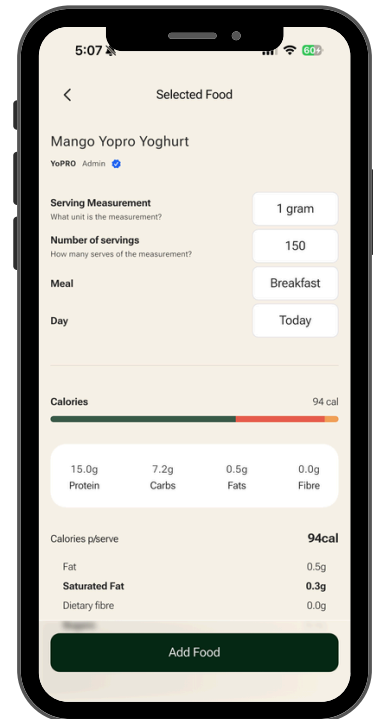 5:07
60
Selected Food
Mango Yopro Yoghurt
YoPRO Admin
Serving Measurement
What unit is the measurement?
1 gram
Number of servings
How many serves of the measurement?
150
Meal
Breakfast
Day
Today
Calories
94 cal
15.0g 7.2g 0.5g 0.0g
Protein Carbs Fats Fibre
Calories p/serve 94cal
Fat 0.5g
Saturated Fat 0.3g
Dietary fibre 0.0g
Add Food